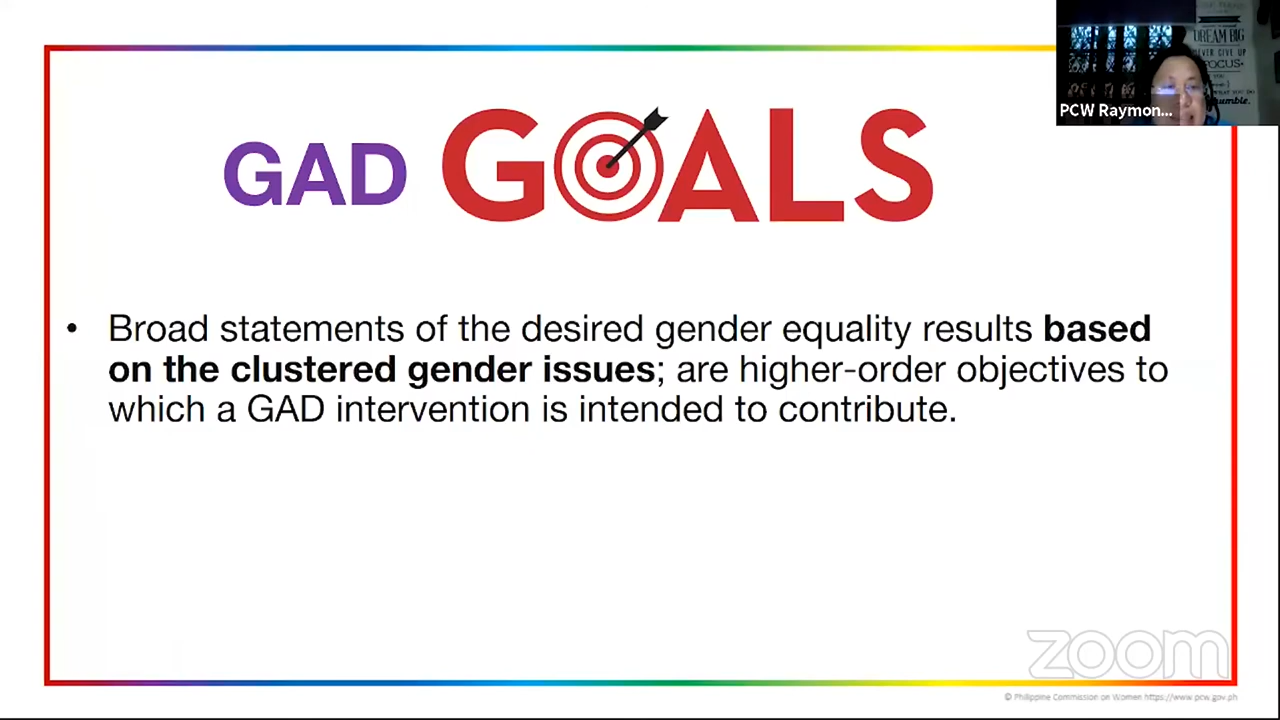 DREAM BIG
NEVER GIVE UP
FOCUS
PCW Raymon...
GAD GOALS
• Broad statements of the desired gender equality results based
on the clustered gender issues; are higher-order objectives to
which a GAD intervention is intended to contribute.
zoom
© Philippine Commission on Women https://www.pcw.gov.ph